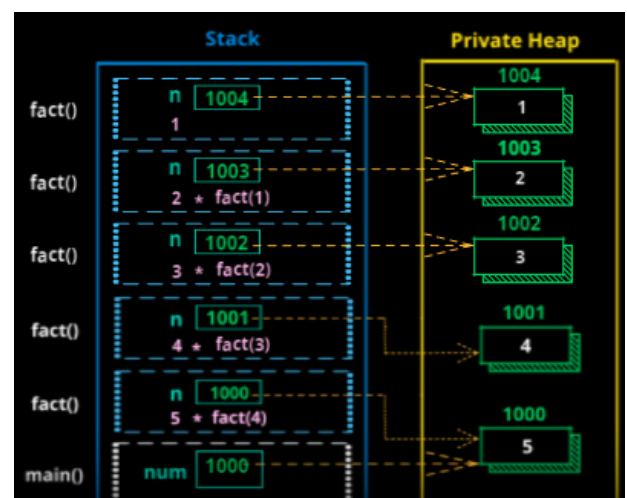 Stack
Private Heap
1004
fact()
n 1004
1
1
1003
fact()
n 1003
2 * fact(1)
2
1002
fact()
n 1002
3 * fact(2)
3
1001
fact()
n 1001
4 * fact(3)
4
1000
fact()
n 1000
5 * fact(4)
5
main()
num 1000